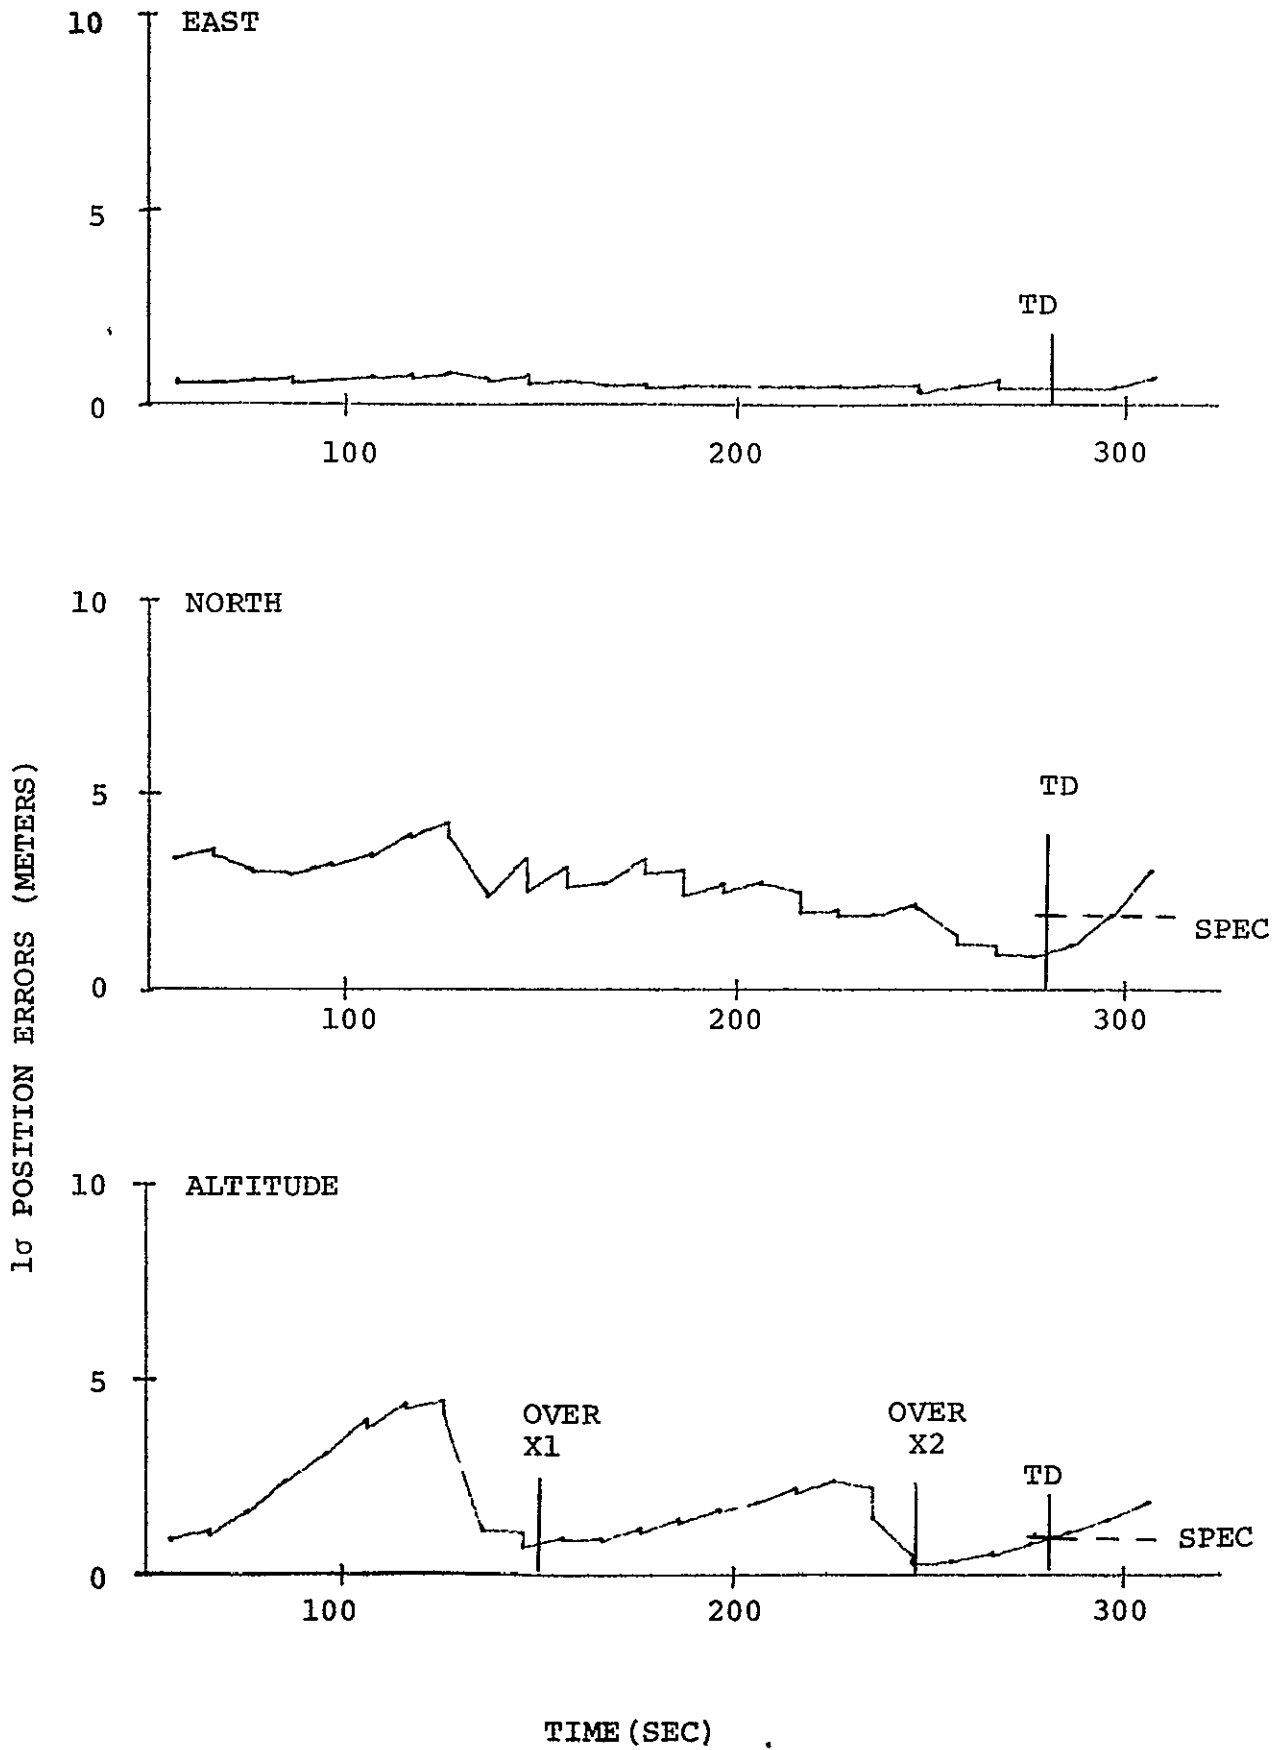 10 EAST
5
TD
0
100 200 300
10 NORTH
5
TD
SPEC
0
100 200 300
1σ POSITION ERRORS (METERS)
10 ALTITUDE
5
OVER
X1
OVER
X2
TD
SPEC
0
100 200 300
TIME (SEC)